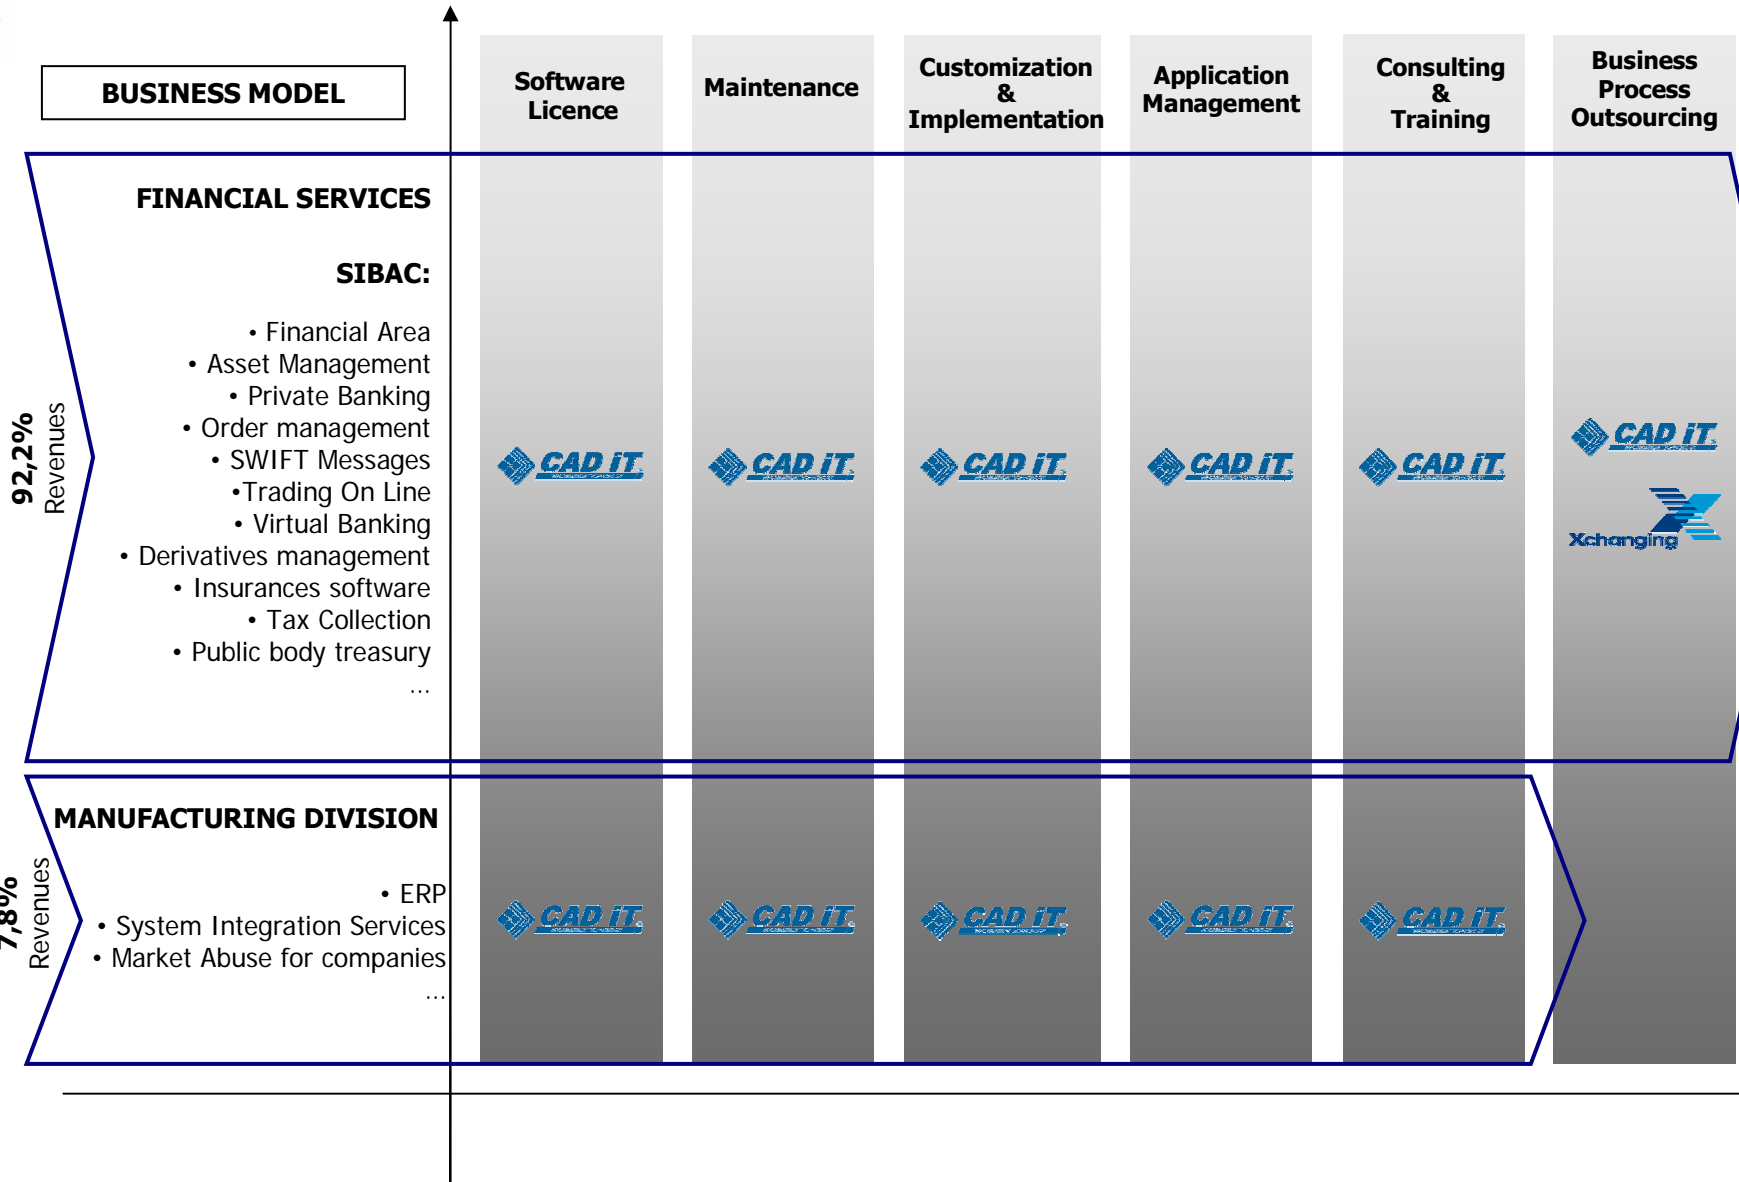 BUSINESS MODEL
Software
Licence
Maintenance
Customization
&
Implementation
Application
Management
Consulting
&
Training
Business
Process
Outsourcing
FINANCIAL SERVICES
SIBAC:
• Financial Area
• Asset Management
• Private Banking
• Order management
• SWIFT Messages
•Trading On Line
• Virtual Banking
• Derivatives management
• Insurances software
• Tax Collection
• Public body treasury
...
92,2%
Revenues
CAD iT
CAD iT
CAD iT
CAD iT
CAD iT
CAD iT
Xchanging
MANUFACTURING DIVISION
• ERP
• System Integration Services
• Market Abuse for companies
...
7,8%
Revenues
CAD iT
CAD iT
CAD iT
CAD iT
CAD iT